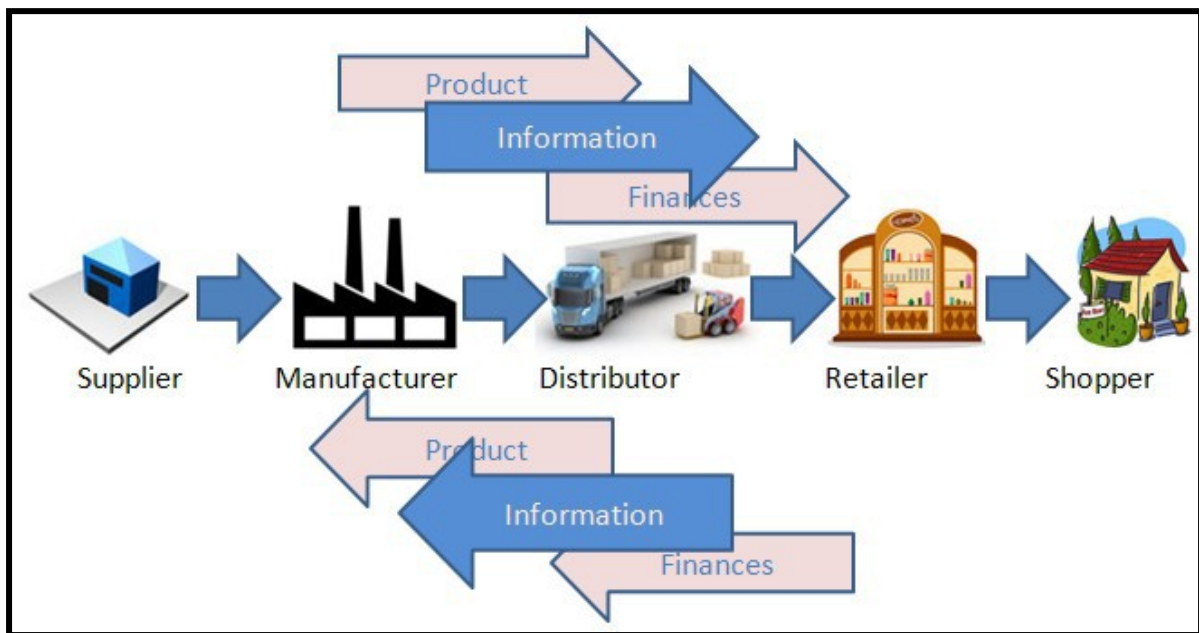 Product
Information
Finances
Supplier Manufacturer Distributor Retailer Shopper
Product
Information
Finances